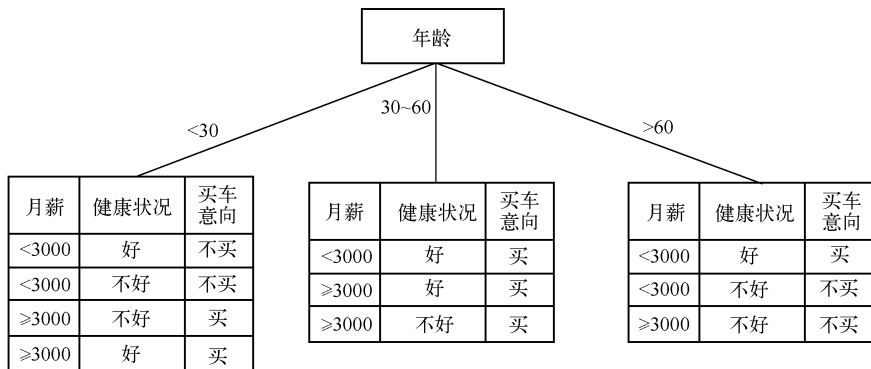 年龄
<30
30~60
>60
月薪 健康状况 买车意向
<3000 好 不买
<3000 不好 不买
⩾3000 不好 买
⩾3000 好 买
月薪 健康状况 买车意向
<3000 好 买
⩾3000 好 买
⩾3000 不好 买
月薪 健康状况 买车意向
<3000 好 买
<3000 不好 不买
⩾3000 不好 不买